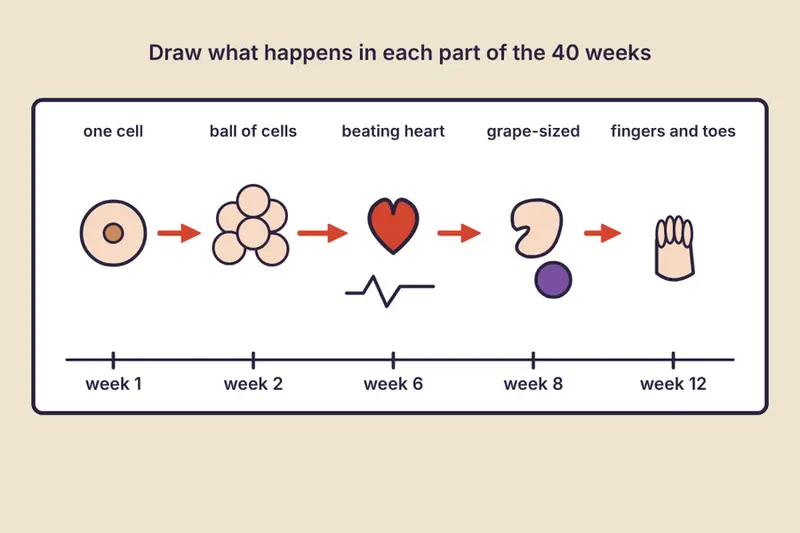 Draw what happens in each part of the 40 weeks
one cell
ball of cells
beating heart
grape-sized
fingers and toes
week 1
week 2
week 6
week 8
week 12